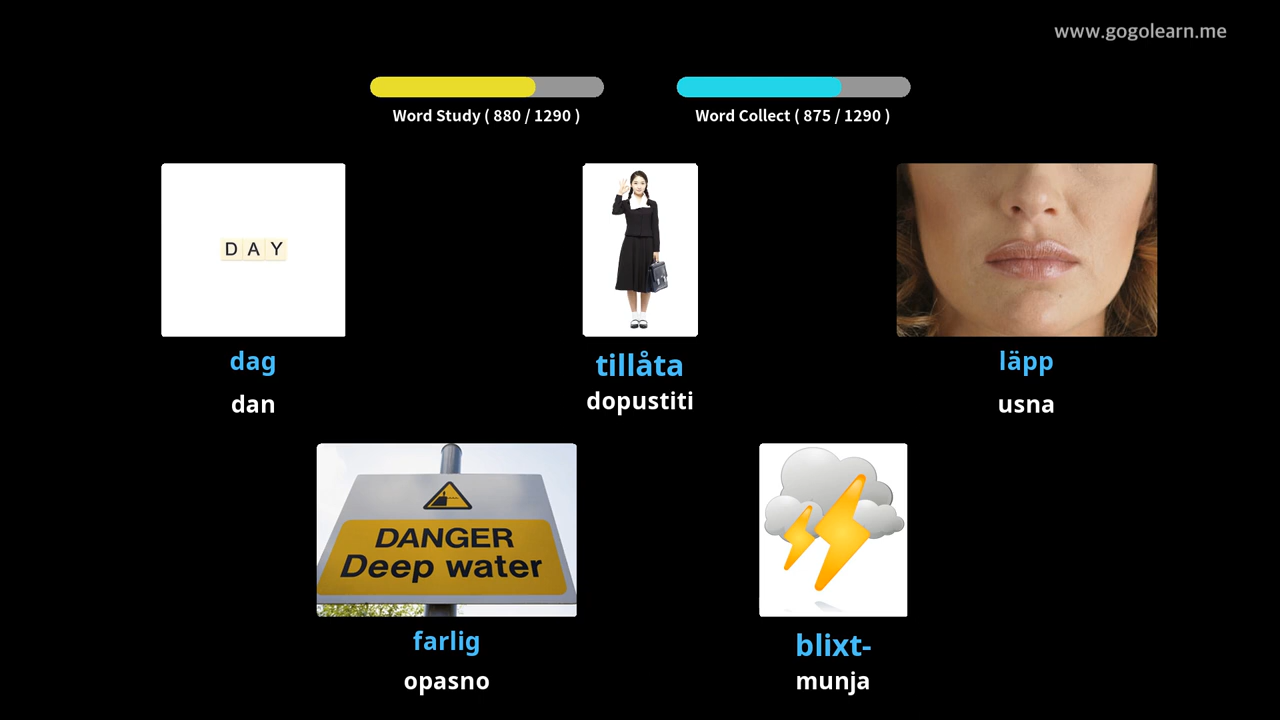 www.gogolearn.me
Word Study ( 880 / 1290 )
Word Collect ( 875 / 1290 )
DAY
dag
dan
tillåta
dopustiti
läpp
usna
DANGER
Deep water
farlig
opasno
blixt-
munja